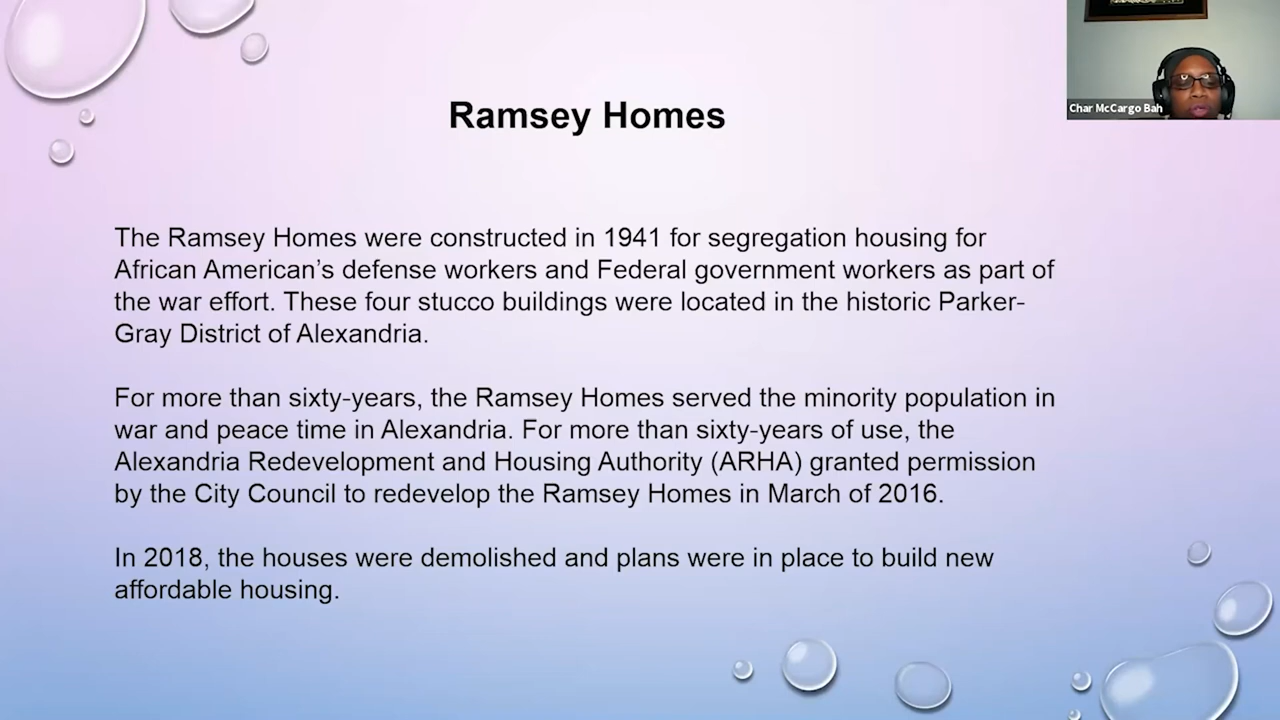 Char McCargo Bah
Ramsey Homes
The Ramsey Homes were constructed in 1941 for segregation housing for
African American’s defense workers and Federal government workers as part of
the war effort. These four stucco buildings were located in the historic Parker-
Gray District of Alexandria.
For more than sixty-years, the Ramsey Homes served the minority population in
war and peace time in Alexandria. For more than sixty-years of use, the
Alexandria Redevelopment and Housing Authority (ARHA) granted permission
by the City Council to redevelop the Ramsey Homes in March of 2016.
In 2018, the houses were demolished and plans were in place to build new
affordable housing.